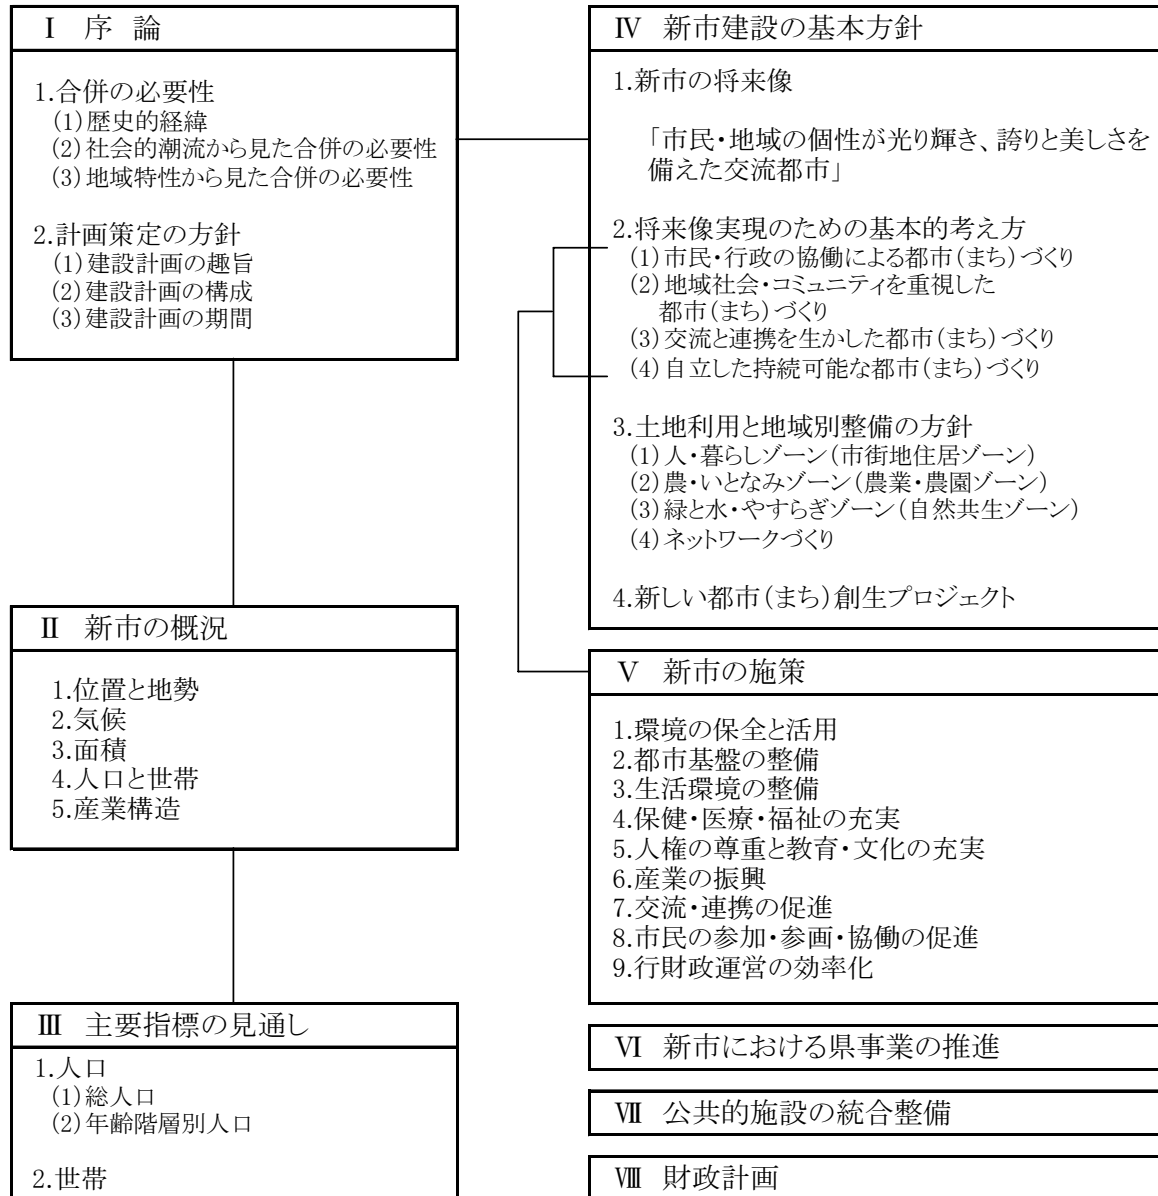 Ⅰ 序 論
1.合併の必要性
(1)歴史的経緯
(2)社会的潮流から見た合併の必要性
(3)地域特性から見た合併の必要性
2.計画策定の方針
(1)建設計画の趣旨
(2)建設計画の構成
(3)建設計画の期間
Ⅱ 新市の概況
1.位置と地勢
2.気候
3.面積
4.人口と世帯
5.産業構造
Ⅲ 主要指標の見通し
1.人口
(1)総人口
(2)年齢階層別人口
2.世帯
Ⅳ 新市建設の基本方針
1.新市の将来像
「市民・地域の個性が光り輝き、誇りと美しさを
備えた交流都市」
2.将来像実現のための基本的考え方
(1)市民・行政の協働による都市(まち)づくり
(2)地域社会・コミュニティを重視した
都市(まち)づくり
(3)交流と連携を生かした都市(まち)づくり
(4)自立した持続可能な都市(まち)づくり
3.土地利用と地域別整備の方針
(1)人・暮らしゾーン(市街地住居ゾーン)
(2)農・いとなみゾーン(農業・農園ゾーン)
(3)緑と水・やすらぎゾーン(自然共生ゾーン)
(4)ネットワークづくり
4.新しい都市(まち)創生プロジェクト
Ⅴ 新市の施策
1.環境の保全と活用
2.都市基盤の整備
3.生活環境の整備
4.保健・医療・福祉の充実
5.人権の尊重と教育・文化の充実
6.産業の振興
7.交流・連携の促進
8.市民の参加・参画・協働の促進
9.行財政運営の効率化
Ⅵ 新市における県事業の推進
Ⅶ 公共的施設の統合整備
Ⅷ 財政計画